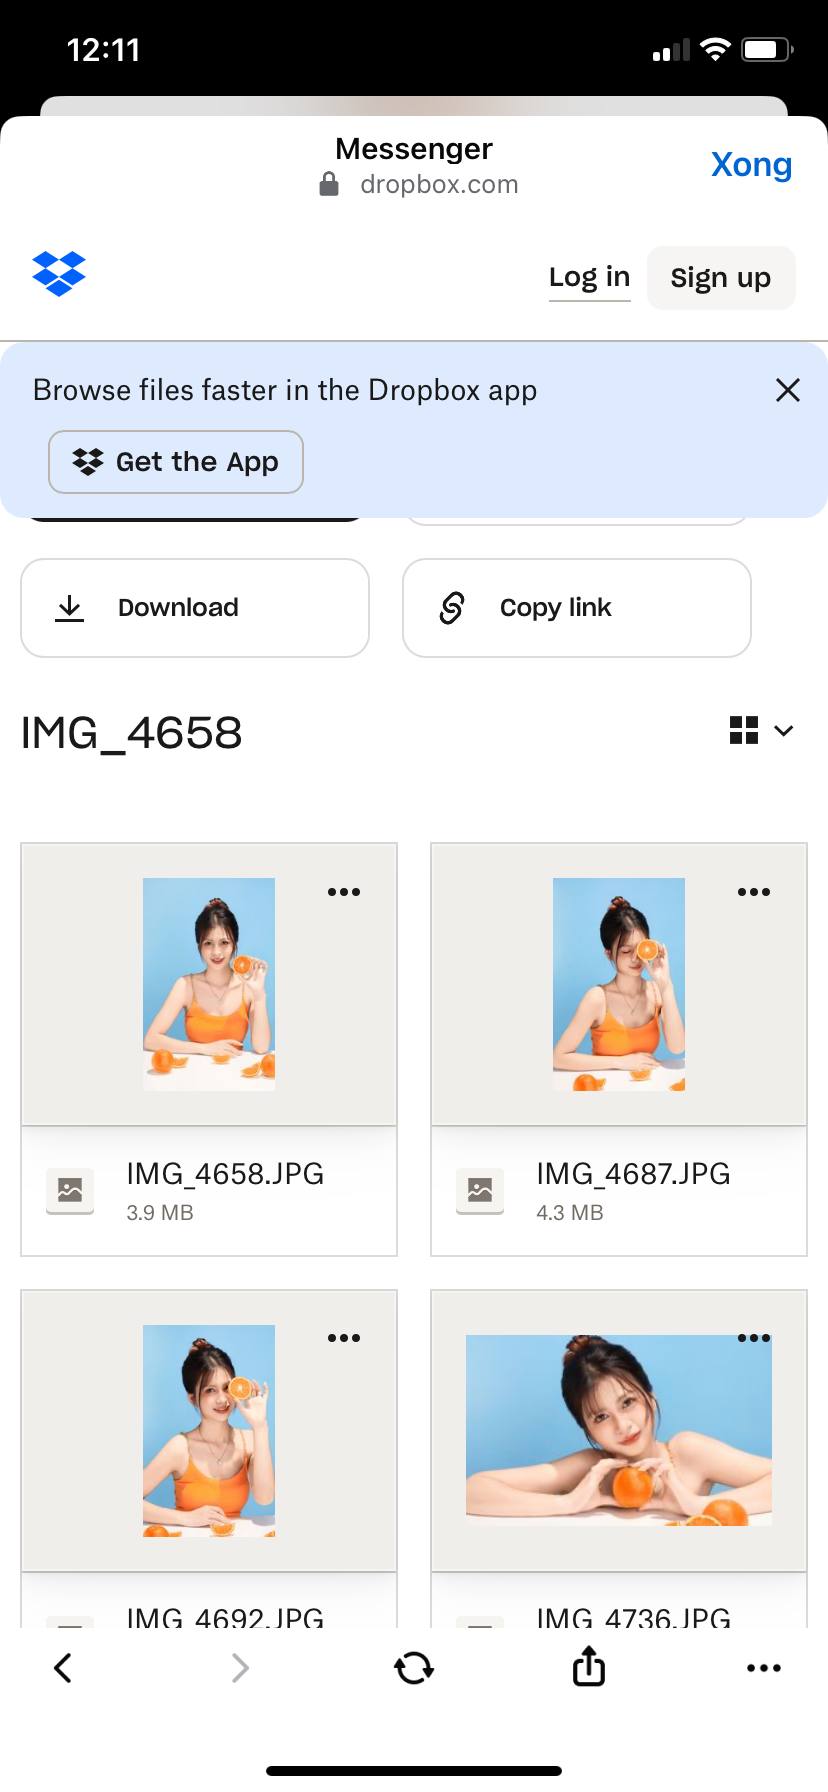 12:11
Messenger
dropbox.com
Xong
Log in
Sign up
Browse files faster in the Dropbox app
Get the App
Download
Copy link
IMG_4658
IMG_4658.JPG
3.9 MB
IMG_4687.JPG
4.3 MB
IMG_4692.JPG
IMG_4736.JPG